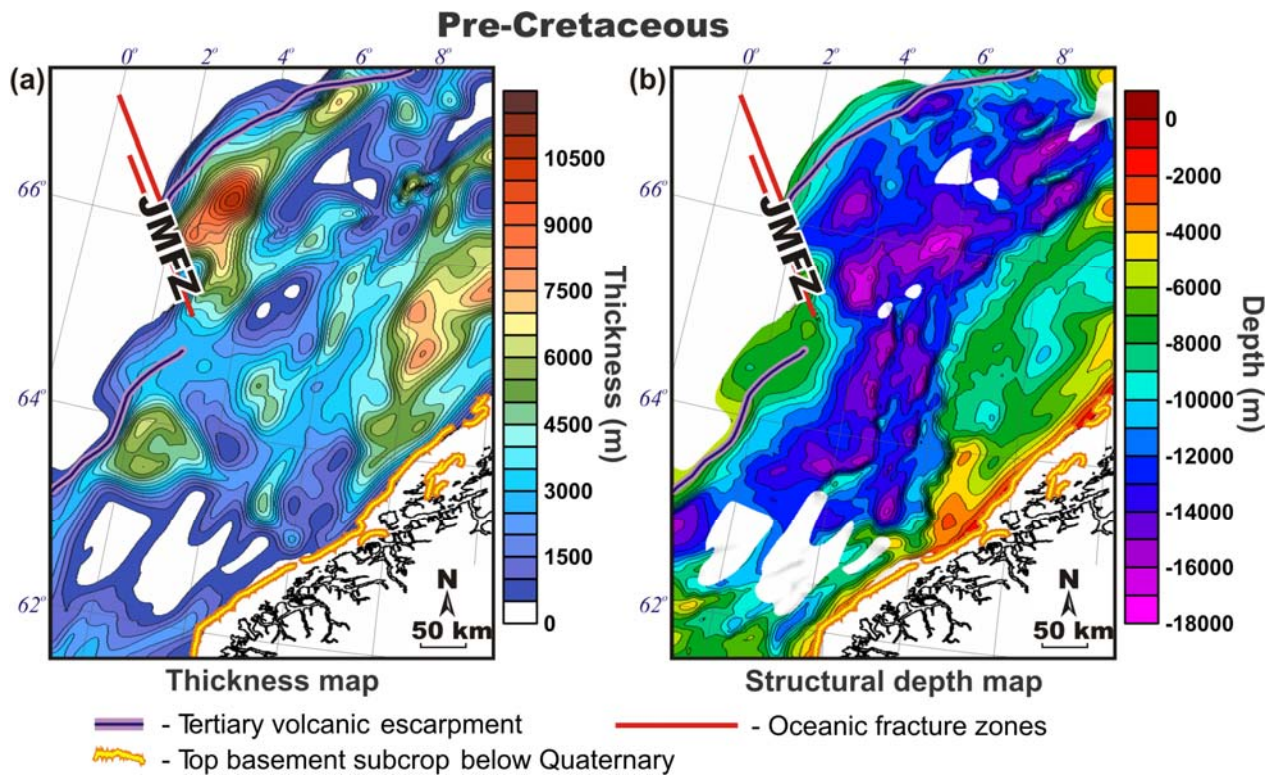 Pre-Cretaceous
(a)
0° 2° 4° 6° 8°
66°
64°
62°
JMFZ
N
50 km
10500
9000
7500
6000
4500
3000
1500
0
Thickness (m)
Thickness map
(b)
0° 2° 4° 6° 8°
66°
64°
62°
JMFZ
N
50 km
0
-2000
-4000
-6000
-8000
-10000
-12000
-14000
-16000
-18000
Depth (m)
Structural depth map
- Tertiary volcanic escarpment
- Oceanic fracture zones
- Top basement subcrop below Quaternary